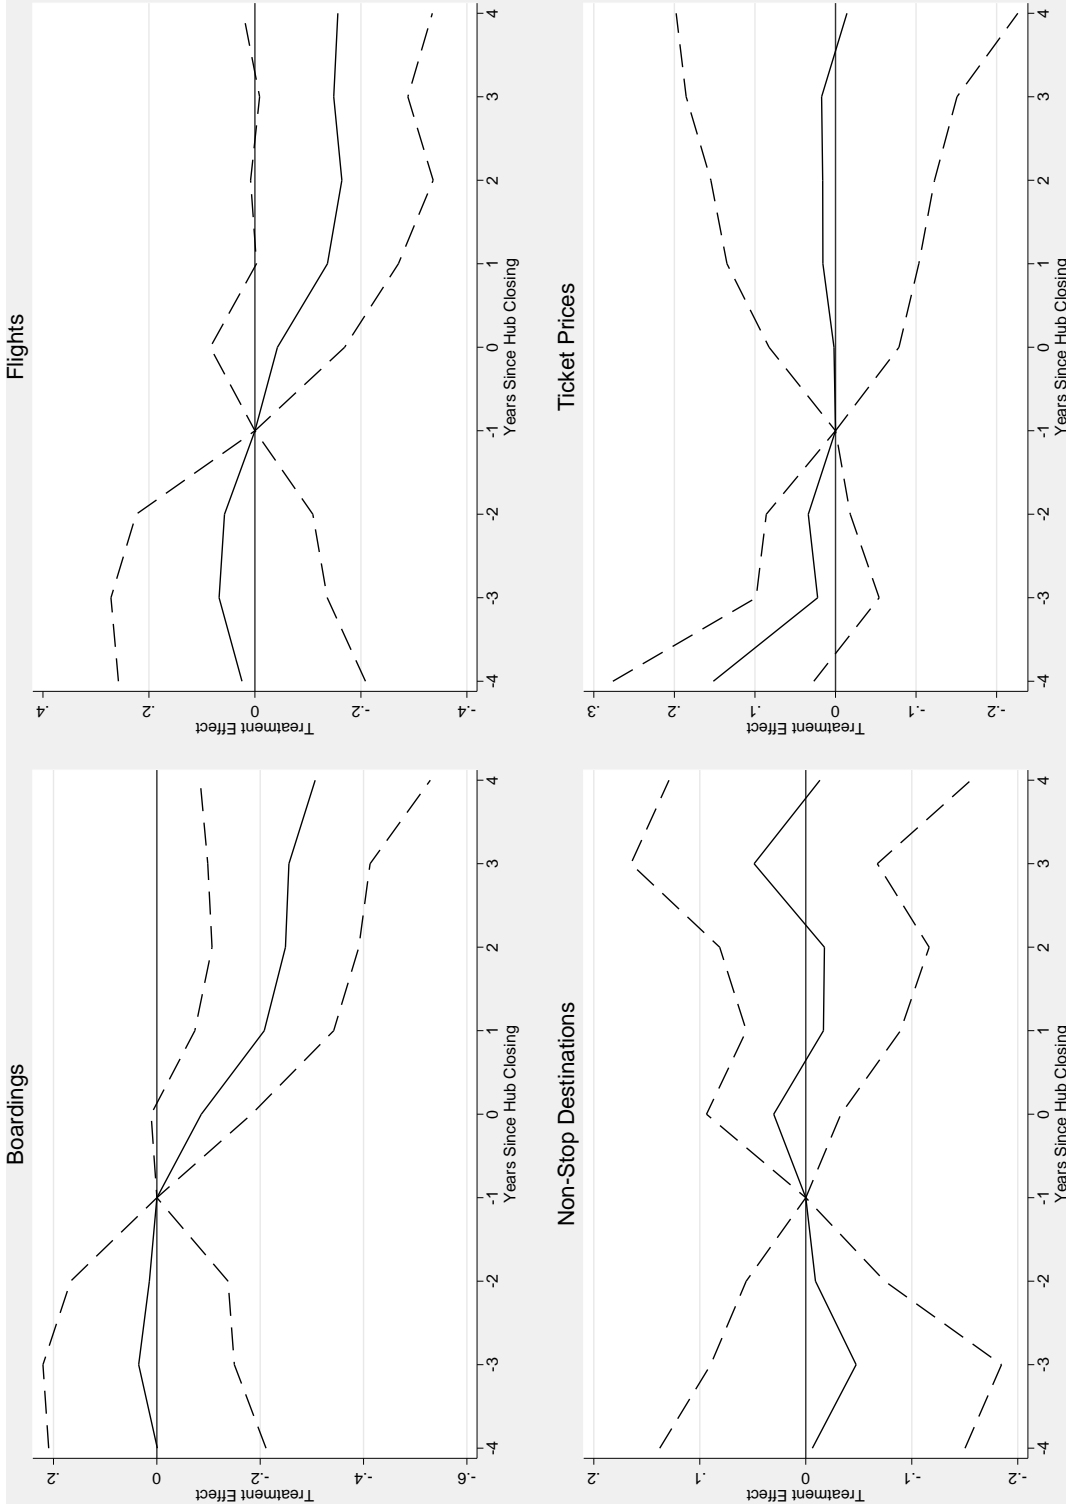 Boardings
Treatment Effect
.2
0
-.2
-.4
-.6
-4 -3 -2 -1 0 1 2 3 4
Years Since Hub Closing
Flights
Treatment Effect
.4
.2
0
-.2
-.4
-4 -3 -2 -1 0 1 2 3 4
Years Since Hub Closing
Non-Stop Destinations
Treatment Effect
.2
.1
0
-.1
-.2
-4 -3 -2 -1 0 1 2 3 4
Years Since Hub Closing
Ticket Prices
Treatment Effect
.3
.2
.1
0
-.1
-.2
-4 -3 -2 -1 0 1 2 3 4
Years Since Hub Closing